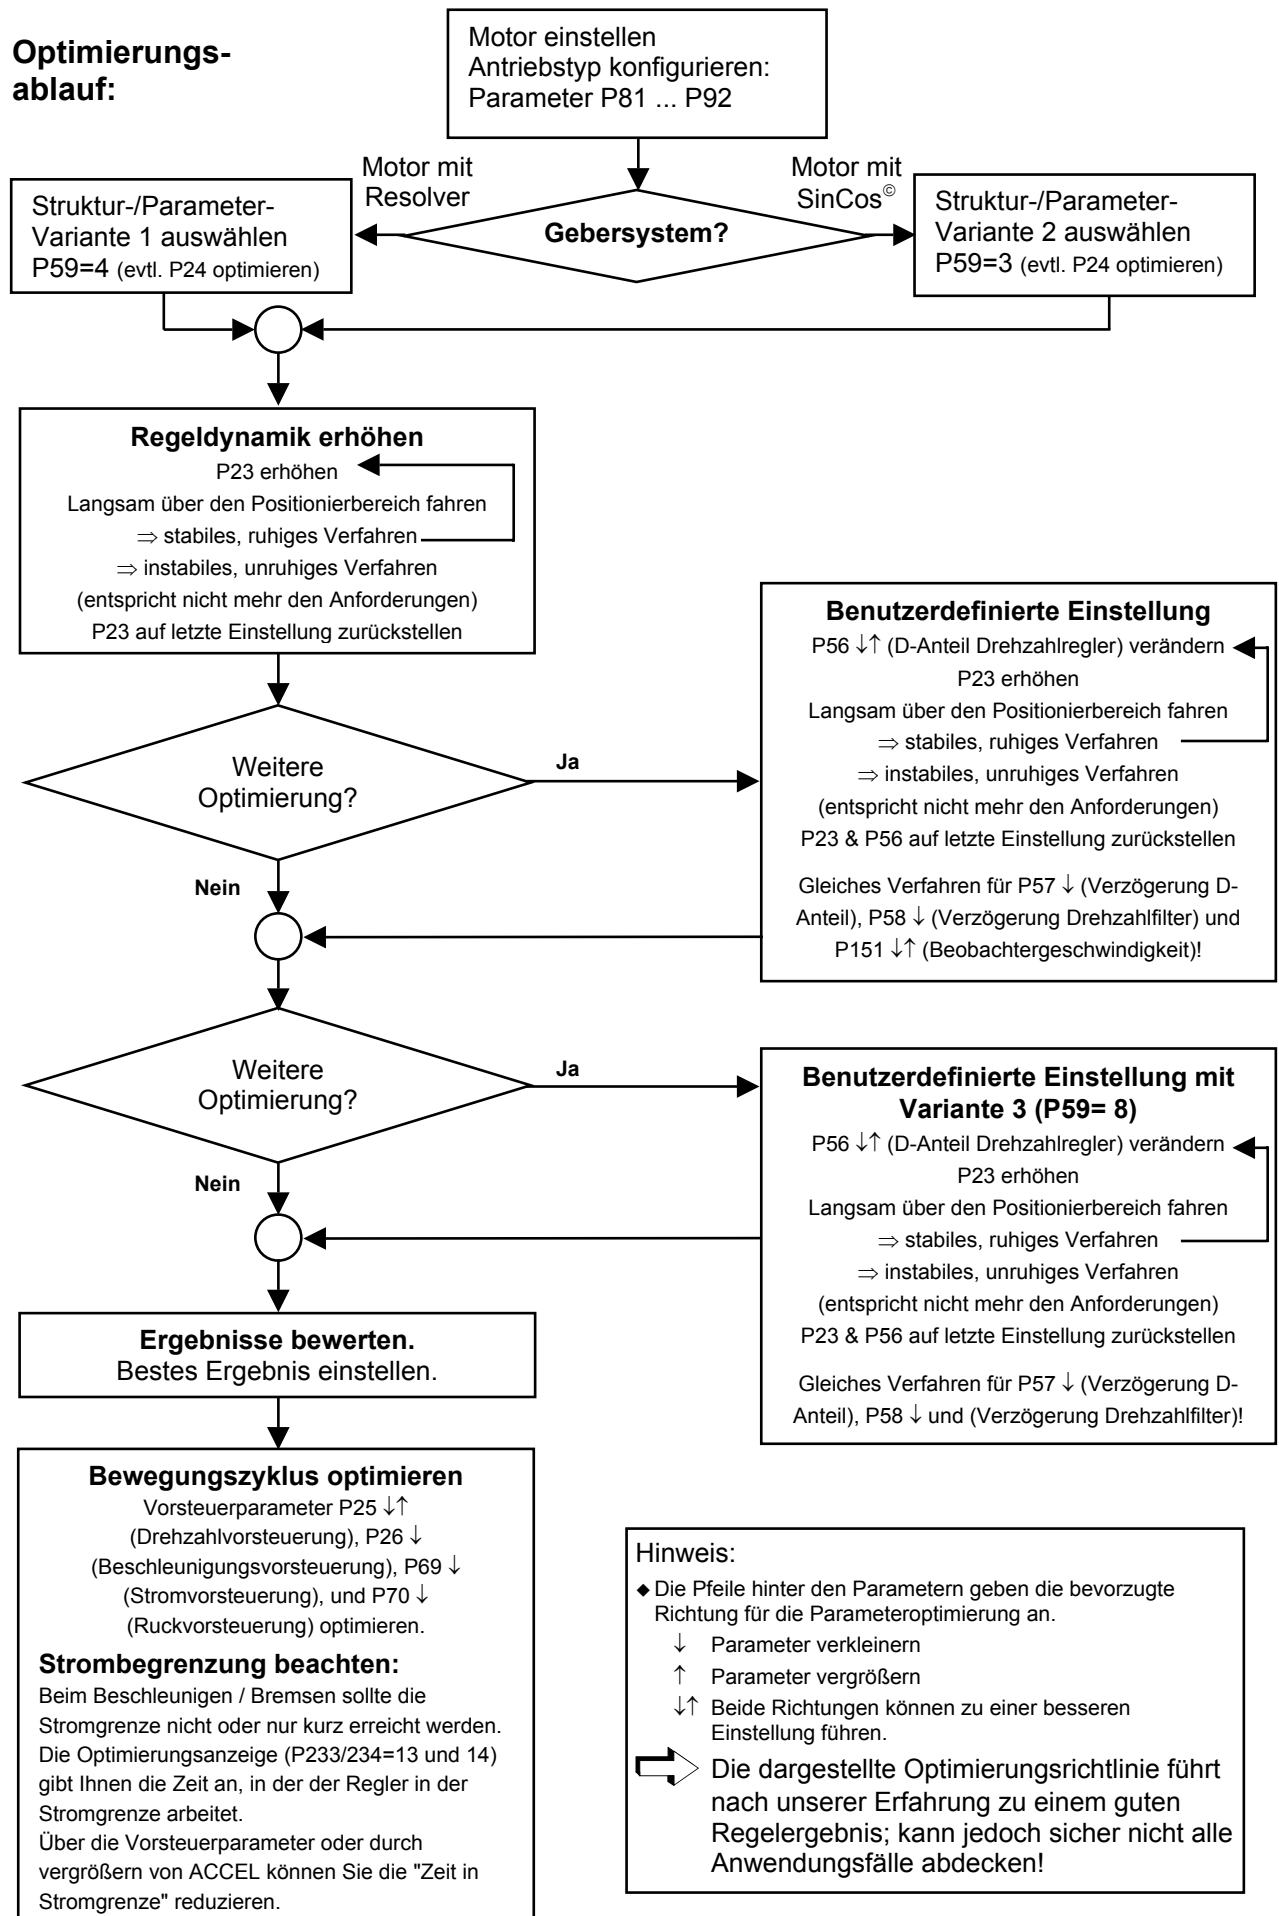 Optimierungs-
ablauf:
Motor einstellen
Antriebstyp konfigurieren:
Parameter P81 ... P92
Motor mit
Resolver
Motor mit
SinCos©
Gebersystem?
Struktur-/Parameter-
Variante 1 auswählen
P59=4 (evtl. P24 optimieren)
Struktur-/Parameter-
Variante 2 auswählen
P59=3 (evtl. P24 optimieren)
Regeldynamik erhöhen
P23 erhöhen
Langsam über den Positionierbereich fahren
⇒ stabiles, ruhiges Verfahren
⇒ instabiles, unruhiges Verfahren
(entspricht nicht mehr den Anforderungen)
P23 auf letzte Einstellung zurückstellen
Weitere
Optimierung?
Ja
Nein
Benutzerdefinierte Einstellung
P56 ↓↑ (D-Anteil Drehzahlregler) verändern
P23 erhöhen
Langsam über den Positionierbereich fahren
⇒ stabiles, ruhiges Verfahren
⇒ instabiles, unruhiges Verfahren
(entspricht nicht mehr den Anforderungen)
P23 & P56 auf letzte Einstellung zurückstellen
Gleiches Verfahren für P57 ↓ (Verzögerung D-
Anteil), P58 ↓ (Verzögerung Drehzahlfilter) und
P151 ↓↑ (Beobachtergeschwindigkeit)!
Weitere
Optimierung?
Ja
Nein
Benutzerdefinierte Einstellung mit
Variante 3 (P59= 8)
P56 ↓↑ (D-Anteil Drehzahlregler) verändern
P23 erhöhen
Langsam über den Positionierbereich fahren
⇒ stabiles, ruhiges Verfahren
⇒ instabiles, unruhiges Verfahren
(entspricht nicht mehr den Anforderungen)
P23 & P56 auf letzte Einstellung zurückstellen
Gleiches Verfahren für P57 ↓ (Verzögerung D-
Anteil), P58 ↓ und (Verzögerung Drehzahlfilter)!
Ergebnisse bewerten.
Bestes Ergebnis einstellen.
Bewegungszyklus optimieren
Vorsteuerparameter P25 ↓↑
(Drehzahlvorsteuerung), P26 ↓
(Beschleunigungsvorsteuerung), P69 ↓
(Stromvorsteuerung), und P70 ↓
(Ruckvorsteuerung) optimieren.
Strombegrenzung beachten:
Beim Beschleunigen / Bremsen sollte die
Stromgrenze nicht oder nur kurz erreicht werden.
Die Optimierungsanzeige (P233/234=13 und 14)
gibt Ihnen die Zeit an, in der der Regler in der
Stromgrenze arbeitet.
Über die Vorsteuerparameter oder durch
vergrößern von ACCEL können Sie die "Zeit in
Stromgrenze" reduzieren.
Hinweis:
◆ Die Pfeile hinter den Parametern geben die bevorzugte
Richtung für die Parameteroptimierung an.
↓ Parameter verkleinern
↑ Parameter vergrößern
↓↑ Beide Richtungen können zu einer besseren
Einstellung führen.
Die dargestellte Optimierungsrichtlinie führt
nach unserer Erfahrung zu einem guten
Regelergebnis; kann jedoch sicher nicht alle
Anwendungsfälle abdecken!